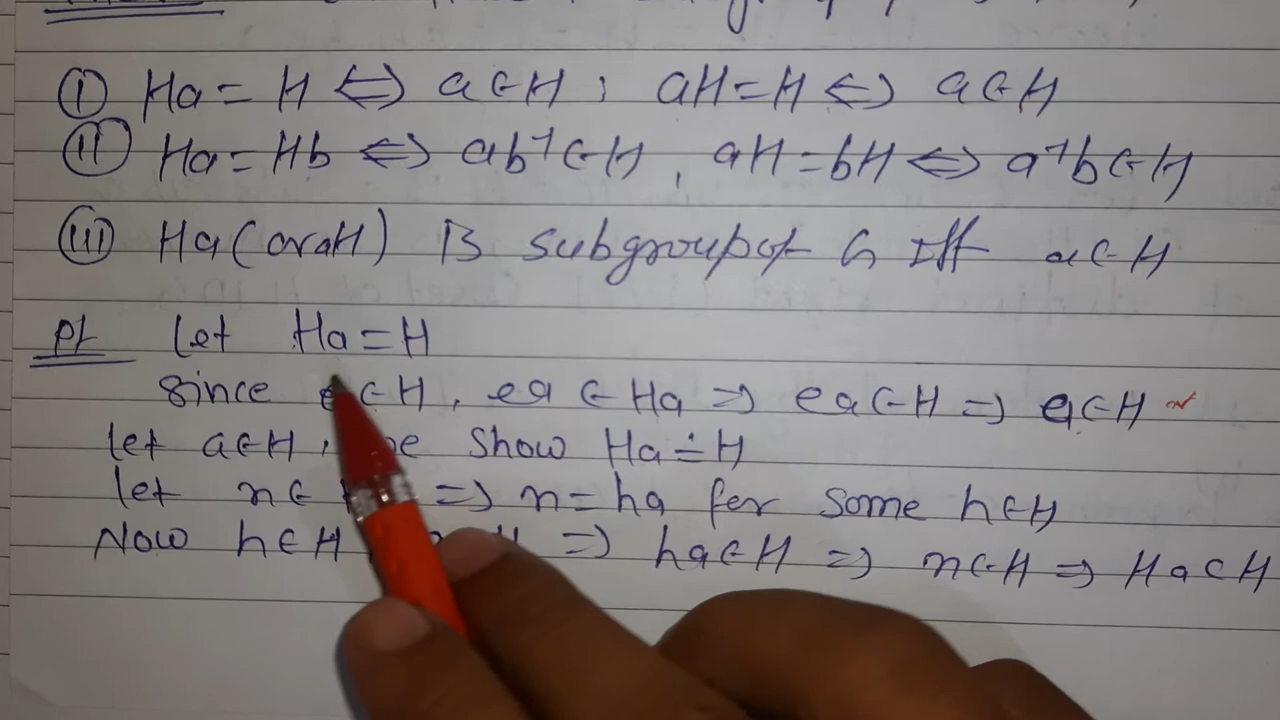 (I) Ha = H ⇔ a∈H ; aH = H ⇔ a∈H
(II) Ha = Hb ⇔ ab⁻¹∈H , aH = bH ⇔ a⁻¹b∈H
(III) Ha (or aH) is subgroup of G iff a∈H
Pf Let Ha = H
Since e∈H, ea∈Ha ⇒ ea∈H ⇒ a∈H
let a∈H, show Ha = H
let n∈ ⇒ n = ha for some h∈H
Now h∈H, ⇒ ha∈H ⇒ n∈H ⇒ Ha⊂H